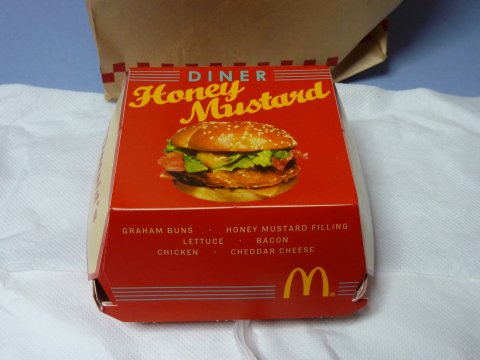 DINER
Honey
Mustard
GRAHAM BUNS · HONEY MUSTARD FILLING
LETTUCE · BACON
CHICKEN · CHEDDAR CHEESE
M